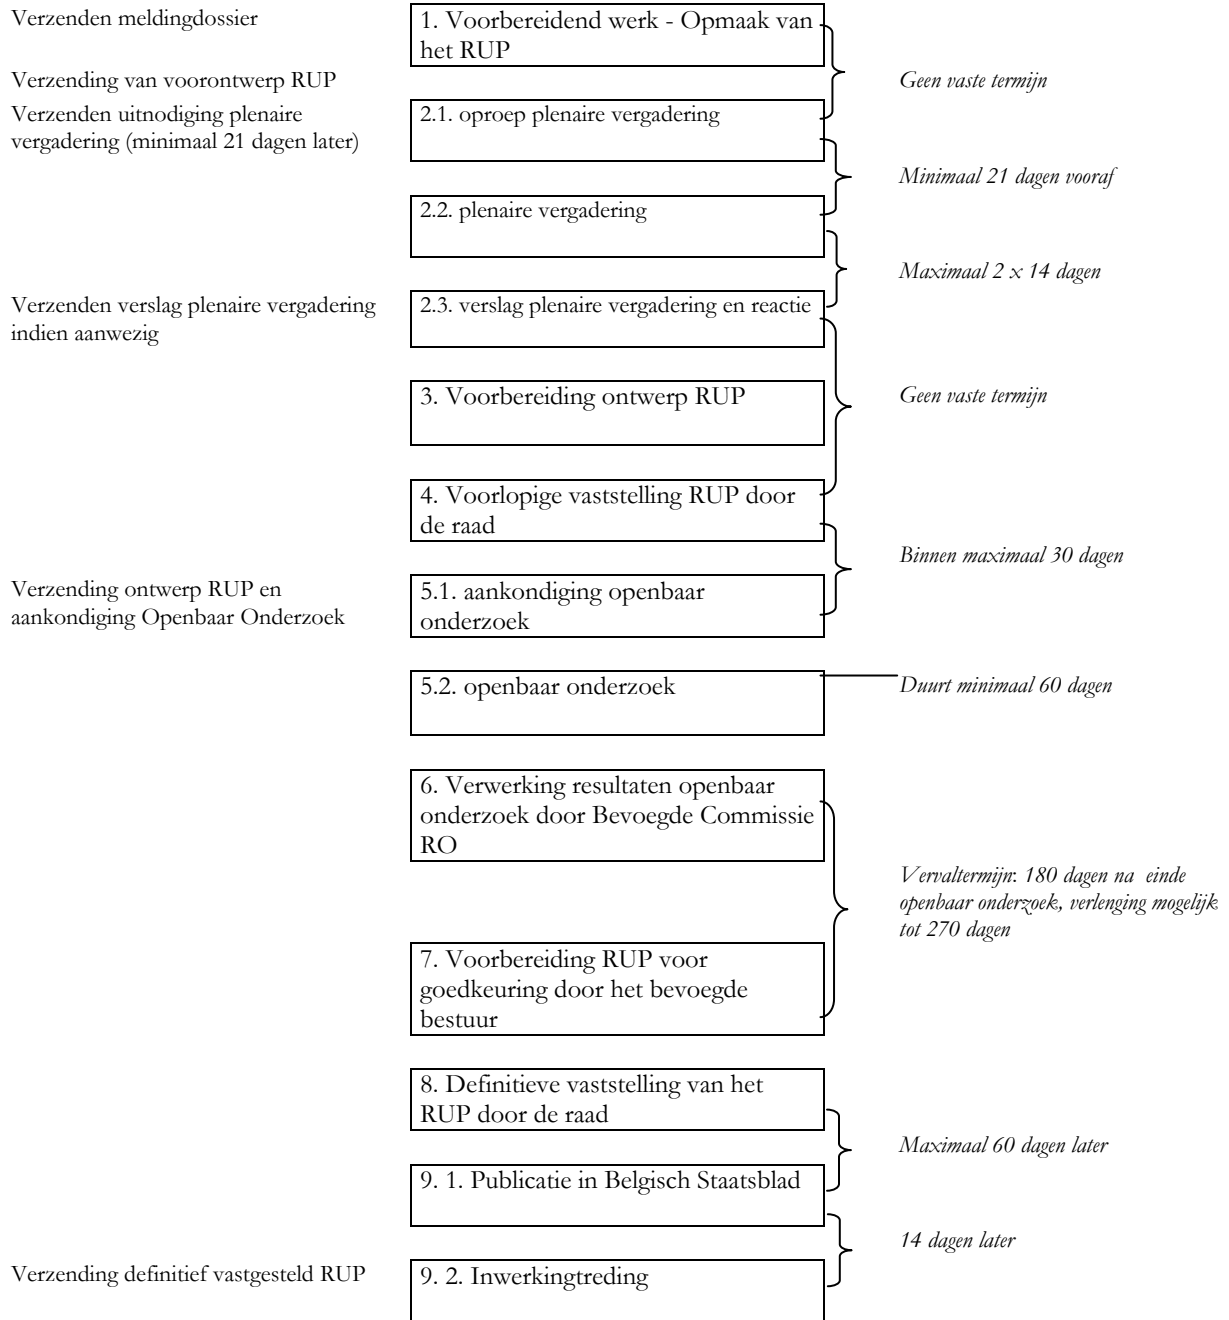 Verzenden meldingdossier
1. Voorbereidend werk - Opmaak van
het RUP
Verzending van voorontwerp RUP
Geen vaste termijn
Verzenden uitnodiging plenaire
vergadering (minimaal 21 dagen later)
2.1. oproep plenaire vergadering
Minimaal 21 dagen vooraf
2.2. plenaire vergadering
Maximaal 2 x 14 dagen
Verzenden verslag plenaire vergadering
indien aanwezig
2.3. verslag plenaire vergadering en reactie
3. Voorbereiding ontwerp RUP
Geen vaste termijn
4. Voorlopige vaststelling RUP door
de raad
Binnen maximaal 30 dagen
Verzending ontwerp RUP en
aankondiging Openbaar Onderzoek
5.1. aankondiging openbaar
onderzoek
5.2. openbaar onderzoek
Duurt minimaal 60 dagen
6. Verwerking resultaten openbaar
onderzoek door Bevoegde Commissie
RO
Vervaltermijn: 180 dagen na einde
openbaar onderzoek, verlenging mogelijk
tot 270 dagen
7. Voorbereiding RUP voor
goedkeuring door het bevoegde
bestuur
8. Definitieve vaststelling van het
RUP door de raad
Maximaal 60 dagen later
9. 1. Publicatie in Belgisch Staatsblad
14 dagen later
Verzending definitief vastgesteld RUP
9. 2. Inwerkingtreding